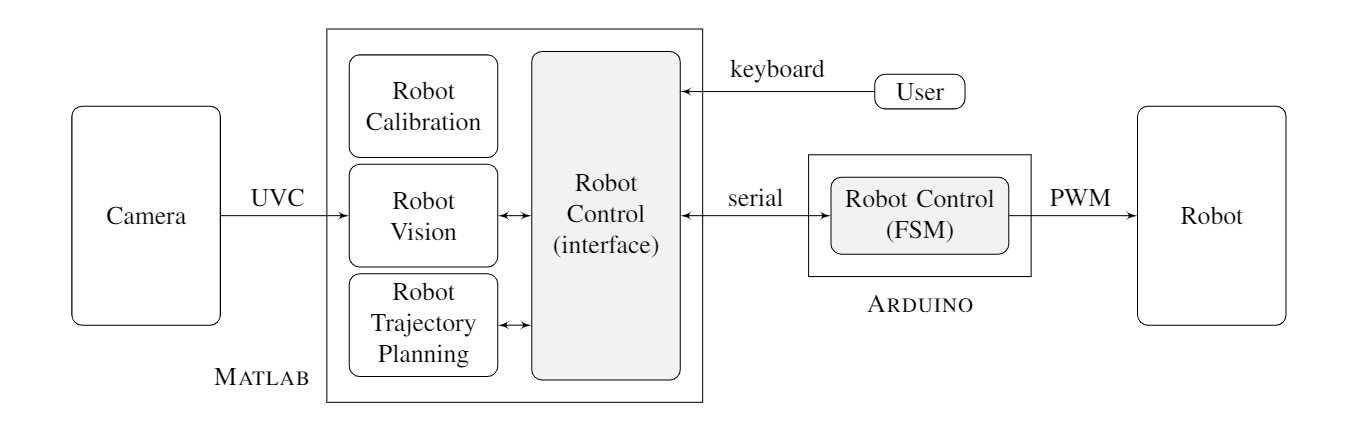 Camera
UVC
Robot
Calibration
Robot
Vision
Robot
Trajectory
Planning
MATLAB
Robot
Control
(interface)
keyboard
User
serial
Robot Control
(FSM)
ARDUINO
PWM
Robot